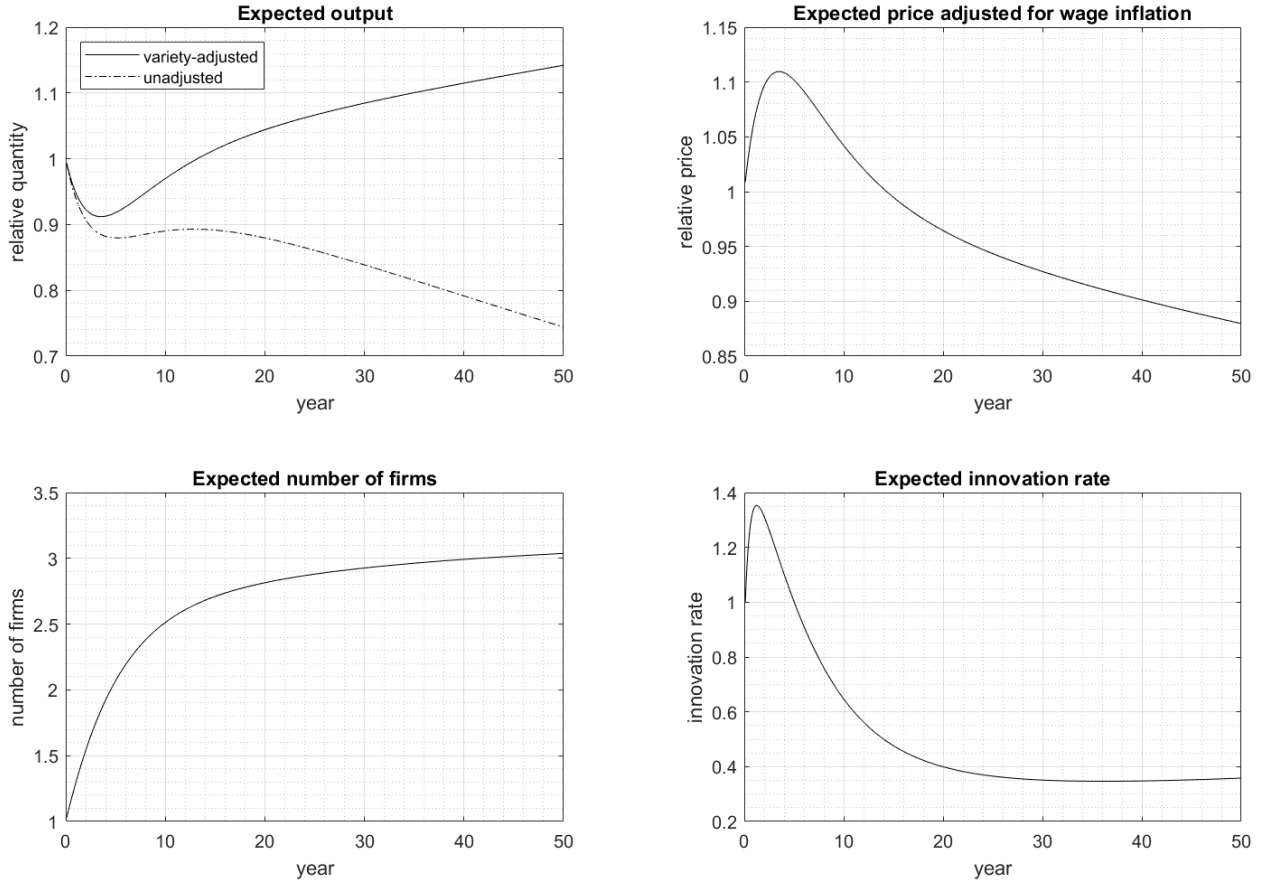 Expected output
1.2
1.1
1
0.9
0.8
0.7
relative quantity
variety-adjusted
unadjusted
0 10 20 30 40 50
year
Expected price adjusted for wage inflation
1.15
1.1
1.05
1
0.95
0.9
0.85
relative price
0 10 20 30 40 50
year
Expected number of firms
3.5
3
2.5
2
1.5
1
number of firms
0 10 20 30 40 50
year
Expected innovation rate
1.4
1.2
1
0.8
0.6
0.4
0.2
innovation rate
0 10 20 30 40 50
year